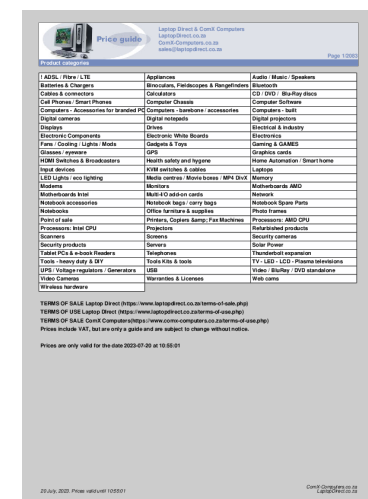 Price guide
Laptop Direct & ComX Computers
LaptopDirect.co.za
ComX-Computers.co.za
sales@laptopdirect.co.za
Page 1/2083
Product categories
! ADSL / Fibre / LTE Appliances Audio / Music / Speakers
Batteries & Chargers Binoculars, Fieldscopes & Rangefinders Bluetooth
Cables & connectors Calculators CD / DVD / Blu-Ray discs
Cell Phones / Smart Phones Computer Chassis Computer Software
Computers - Accessories for branded PC Computers - barebone / accessories Computers - built
Digital cameras Digital notepads Digital projectors
Displays Drives Electrical & Industry
Electronic Components Electronic White Boards Electronics
Fans / Cooling / Lights / Mods Gadgets & Toys Gaming & GAMES
Glasses / eyeware GPS Graphics cards
HDMI Switches & Broadcasters Health safety and hygene Home Automation / Smart home
Input devices KVM switches & cables Laptops
LED Lights / eco lighting Media centres / Movie boxes / MP4 DivX Memory
Modems Monitors Motherboards AMD
Motherboards Intel Multi-I/O add-on cards Network
Notebook accessories Notebook bags / carry bags Notebook Spare Parts
Notebooks Office furniture & supplies Photo frames
Point of sale Printers, Copiers &amp; Fax Machines Processors: AMD CPU
Processors: Intel CPU Projectors Refurbished products
Scanners Screens Security cameras
Security products Servers Solar Power
Tablet PCs & e-book Readers Telephones Thunderbolt expansion
Tools - heavy duty & DIY Tools Kits & tools TV - LED - LCD - Plasma televisions
UPS / Voltage regulators / Generators USB Video / BluRay / DVD standalone
Video Cameras Warranties & Licenses Web cams
Wireless hardware
TERMS OF SALE Laptop Direct (https://www.laptopdirect.co.za/terms-of-sale.php)
TERMS OF USE Laptop Direct (https://www.laptopdirect.co.za/terms-of-use.php)
TERMS OF SALE ComX Computers(https://www.comx-computers.co.za/terms-of-use.php)
Prices include VAT, but are only a guide and are subject to change without notice.
Prices are only valid for the date 2023-07-20 at 10:55:01
20 July, 2023. Prices valid until 10:55:01
ComX-Computers.co.za
LaptopDirect.co.za